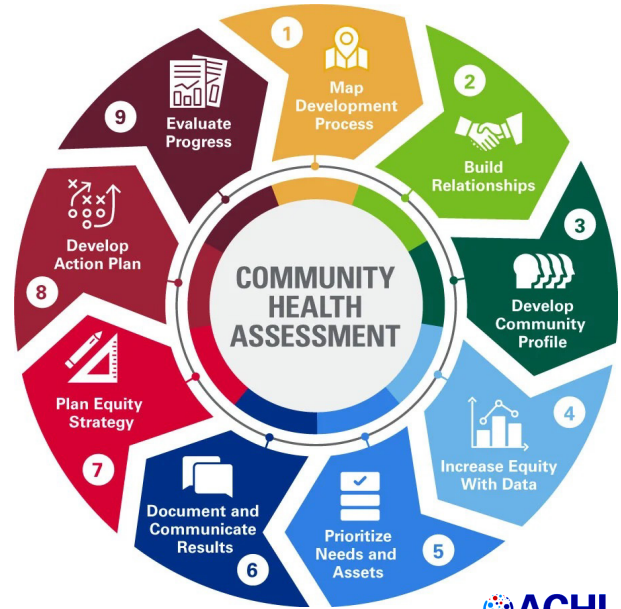 1
Map
Development
Process
2
Build
Relationships
3
Develop
Community
Profile
4
Increase Equity
With Data
5
Prioritize
Needs and
Assets
6
Document and
Communicate
Results
7
Plan Equity
Strategy
8
Develop
Action Plan
9
Evaluate
Progress
COMMUNITY
HEALTH
ASSESSMENT
ACHI